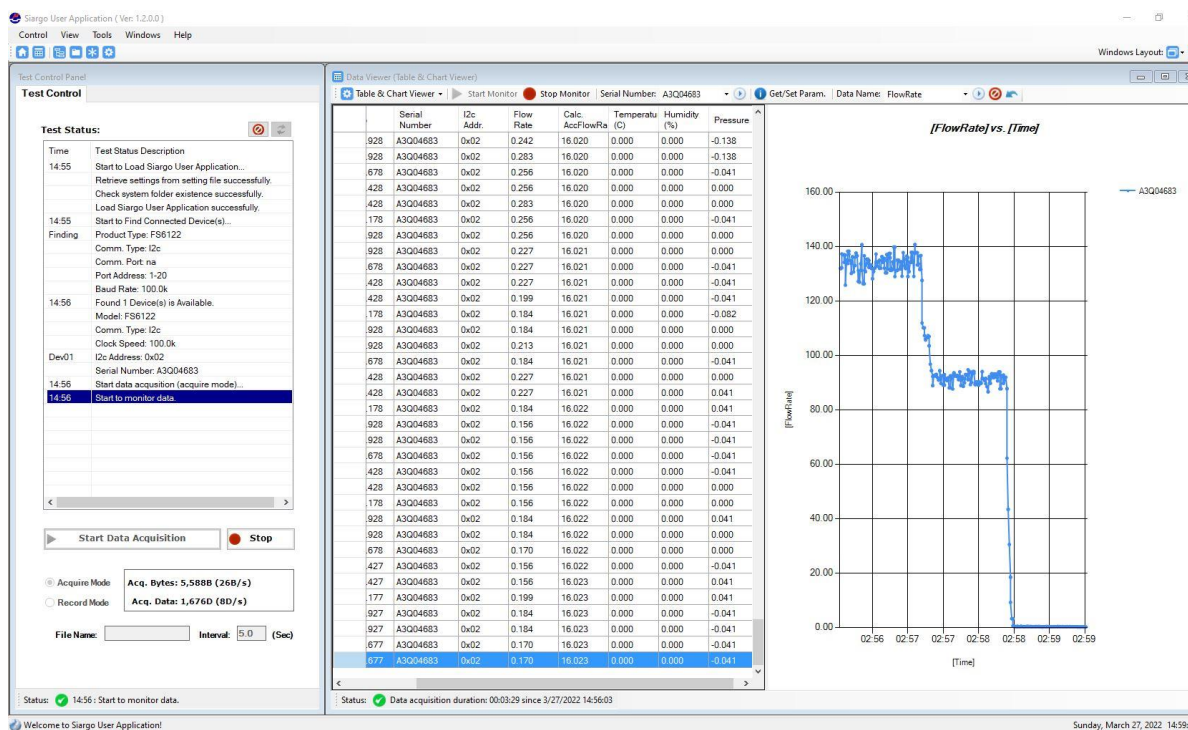 Siargo User Application ( Ver: 1.2.0.0 )
Control View Tools Windows Help
Windows Layout:
Test Control Panel
Test Control
Test Status:
Time Test Status Description
14:55 Start to Load Siargo User Application...
Retrieve settings from setting file successfully.
Check system folder existence successfully.
Load Siargo User Application successfully.
14:55 Start to Find Connected Device(s)...
Finding Product Type: FS6122
Comm. Type: I2c
Comm. Port: na
Port Address: 1-20
Baud Rate: 100.0k
14:56 Found 1 Device(s) is Available.
Model: FS6122
Comm. Type: I2c
Clock Speed: 100.0k
Dev01 I2c Address: 0x02
Serial Number: A3Q04683
14:56 Start data acqusition (acquire mode)...
14:56 Start to monitor data.
Start Data Acquisition Stop
Acquire Mode Acq. Bytes: 5,588B (26B/s)
Record Mode Acq. Data: 1,676D (8D/s)
File Name: Interval: 5.0 (Sec)
Status: 14:56 : Start to monitor data.
Data Viewer (Table & Chart Viewer)
Table & Chart Viewer Start Monitor Stop Monitor Serial Number: A3Q04683 Get/Set Param. Data Name: FlowRate
Serial Number I2c Addr. Flow Rate Calc. AccFlowRa Temperatu (C) Humidity (%) Pressure
.928 A3Q04683 0x02 0.242 16.020 0.000 0.000 -0.138
.928 A3Q04683 0x02 0.283 16.020 0.000 0.000 -0.138
.678 A3Q04683 0x02 0.256 16.020 0.000 0.000 -0.041
.428 A3Q04683 0x02 0.256 16.020 0.000 0.000 0.000
.428 A3Q04683 0x02 0.283 16.020 0.000 0.000 0.000
.178 A3Q04683 0x02 0.256 16.020 0.000 0.000 -0.041
.928 A3Q04683 0x02 0.256 16.020 0.000 0.000 0.000
.928 A3Q04683 0x02 0.227 16.021 0.000 0.000 0.000
.678 A3Q04683 0x02 0.227 16.021 0.000 0.000 -0.041
.428 A3Q04683 0x02 0.227 16.021 0.000 0.000 -0.041
.428 A3Q04683 0x02 0.199 16.021 0.000 0.000 -0.041
.178 A3Q04683 0x02 0.184 16.021 0.000 0.000 -0.082
.928 A3Q04683 0x02 0.184 16.021 0.000 0.000 0.000
.928 A3Q04683 0x02 0.213 16.021 0.000 0.000 0.000
.678 A3Q04683 0x02 0.184 16.021 0.000 0.000 -0.041
.428 A3Q04683 0x02 0.227 16.021 0.000 0.000 0.000
.428 A3Q04683 0x02 0.227 16.021 0.000 0.000 0.041
.178 A3Q04683 0x02 0.184 16.022 0.000 0.000 0.041
.928 A3Q04683 0x02 0.156 16.022 0.000 0.000 -0.041
.928 A3Q04683 0x02 0.156 16.022 0.000 0.000 -0.041
.678 A3Q04683 0x02 0.156 16.022 0.000 0.000 -0.041
.428 A3Q04683 0x02 0.156 16.022 0.000 0.000 -0.041
.428 A3Q04683 0x02 0.156 16.022 0.000 0.000 0.000
.178 A3Q04683 0x02 0.156 16.022 0.000 0.000 0.000
.928 A3Q04683 0x02 0.184 16.022 0.000 0.000 0.041
.928 A3Q04683 0x02 0.184 16.022 0.000 0.000 0.000
.678 A3Q04683 0x02 0.170 16.022 0.000 0.000 0.000
.427 A3Q04683 0x02 0.156 16.022 0.000 0.000 -0.041
.427 A3Q04683 0x02 0.156 16.023 0.000 0.000 0.041
.177 A3Q04683 0x02 0.199 16.023 0.000 0.000 0.041
.927 A3Q04683 0x02 0.184 16.023 0.000 0.000 -0.041
.927 A3Q04683 0x02 0.184 16.023 0.000 0.000 -0.041
.677 A3Q04683 0x02 0.170 16.023 0.000 0.000 -0.041
.677 A3Q04683 0x02 0.170 16.023 0.000 0.000 -0.041
Status: Data acquisition duration: 00:03:29 since 3/27/2022 14:56:03
[FlowRate] vs. [Time]
A3Q04683
160.00
140.00
120.00
100.00
80.00
60.00
40.00
20.00
0.00
[FlowRate]
02:56 02:57 02:57 02:58 02:58 02:59 02:59
[Time]
Welcome to Siargo User Application!
Sunday, March 27, 2022 14:59: